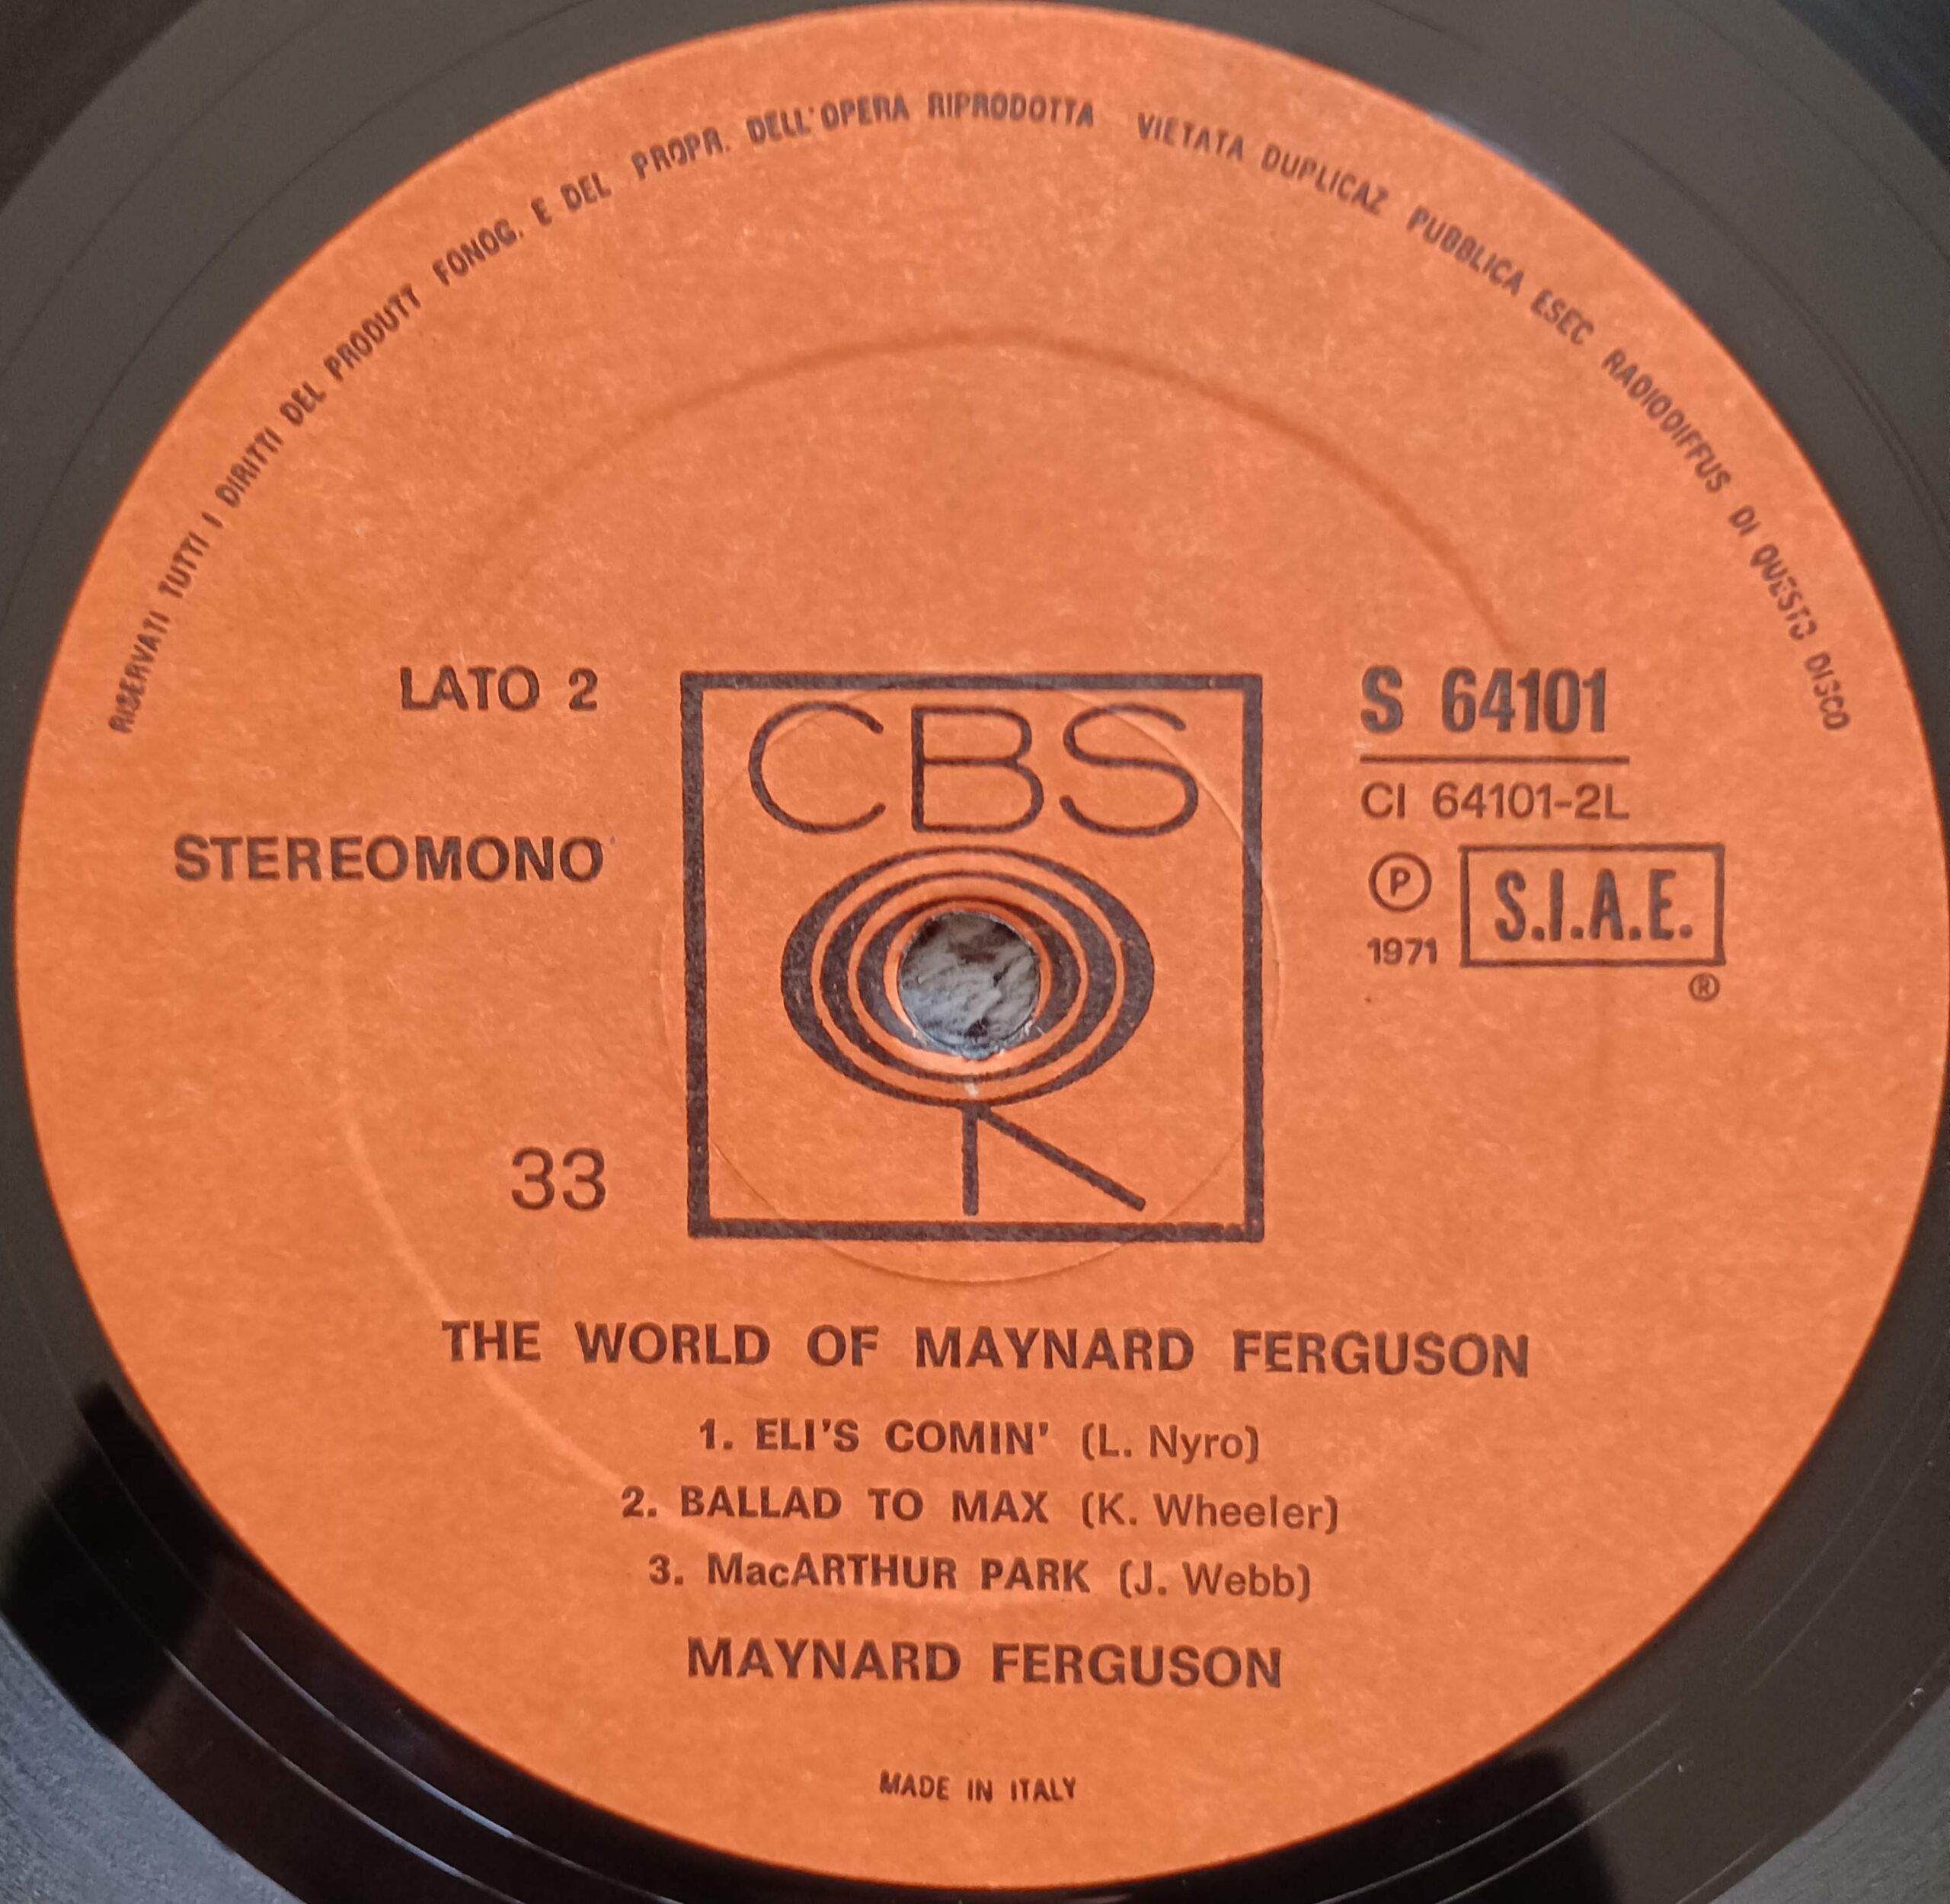 RISERVATI TUTTI I DIRITTI DEL PRODUTT FONOG. E DEL PROPR. DELL'OPERA RIPRODOTTA VIETATA DUPLICAZ PUBBLICA ESEC RADIODIFFUS DI QUESTO DISCO
LATO 2
STEREOMONO
33
CBS
S 64101
CI 64101-2L
Ⓟ
1971
S.I.A.E.
®
THE WORLD OF MAYNARD FERGUSON
1. ELI'S COMIN' (L. Nyro)
2. BALLAD TO MAX (K. Wheeler)
3. MacARTHUR PARK (J. Webb)
MAYNARD FERGUSON
MADE IN ITALY